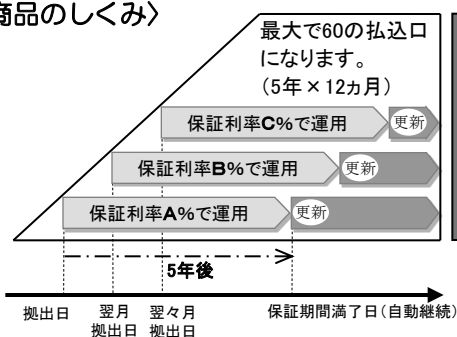 商品のしくみ〉
最大で60の払込口
になります。
(5年×12ヵ月)
保証利率C%で運用
更新
保証利率B%で運用
更新
保証利率A%で運用
更新
5年後
拠出日
翌月
拠出日
翌々月
拠出日
保証期間満了日(自動継続)